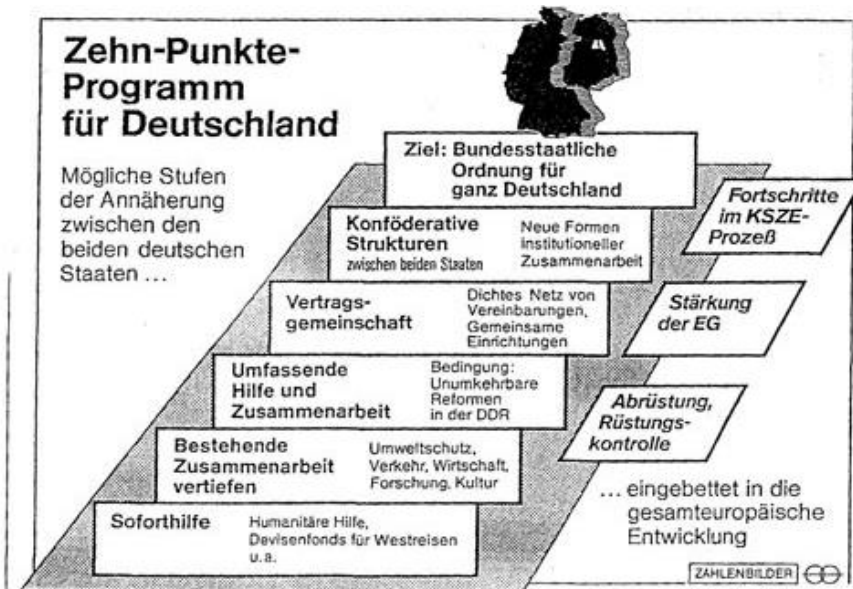 Zehn-Punkte-
Programm
für Deutschland
Mögliche Stufen
der Annäherung
zwischen den
beiden deutschen
Staaten ...
Ziel: Bundesstaatliche
Ordnung für
ganz Deutschland
Konföderative
Strukturen
zwischen beiden Staaten
Neue Formen
institutioneller
Zusammenarbeit
Vertrags-
gemeinschaft
Dichtes Netz von
Vereinbarungen,
Gemeinsame
Einrichtungen
Umfassende
Hilfe und
Zusammenarbeit
Bedingung:
Unumkehrbare
Reformen
in der DDR
Bestehende
Zusammenarbeit
vertiefen
Umweltschutz,
Verkehr, Wirtschaft,
Forschung, Kultur
Soforthilfe
Humanitäre Hilfe,
Devisenfonds für Westreisen
u.a.
Fortschritte
im KSZE-
Prozeß
Stärkung
der EG
Abrüstung,
Rüstungs-
kontrolle
... eingebettet in die
gesamteuropäische
Entwicklung
ZAHLENBILDER